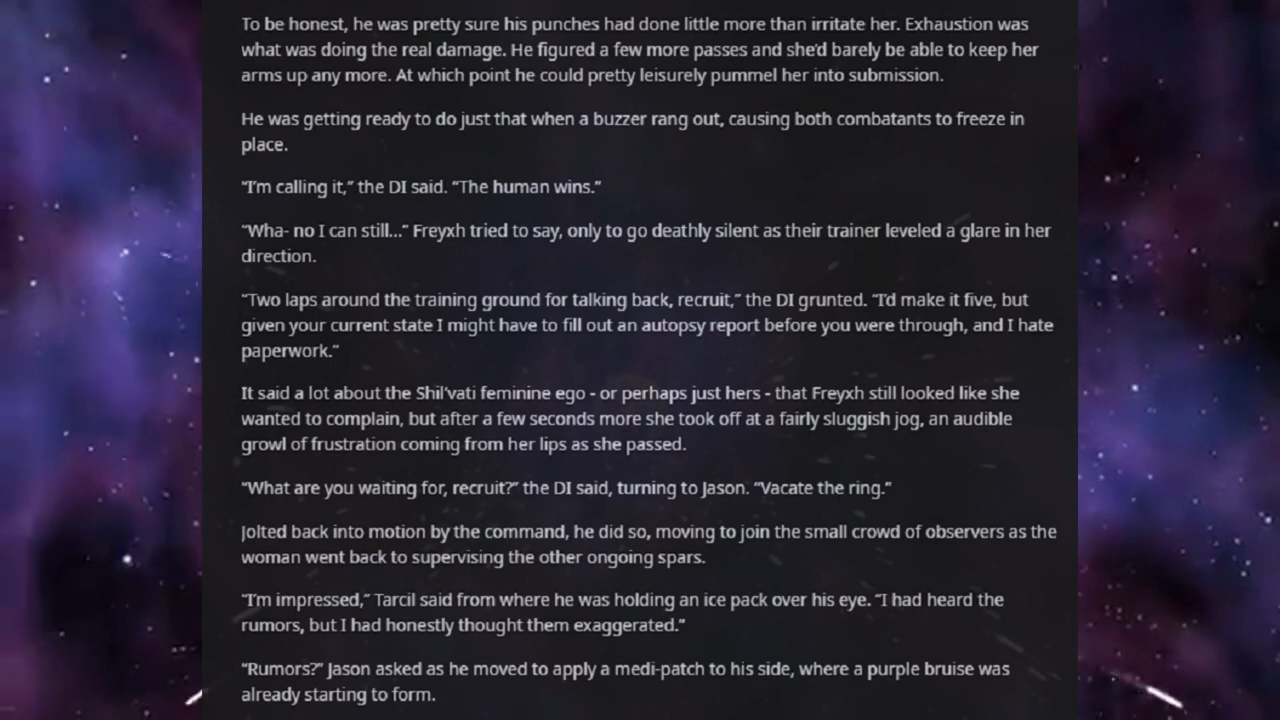 To be honest, he was pretty sure his punches had done little more than irritate her. Exhaustion was
what was doing the real damage. He figured a few more passes and she’d barely be able to keep her
arms up any more. At which point he could pretty leisurely pummel her into submission.
He was getting ready to do just that when a buzzer rang out, causing both combatants to freeze in
place.
“I’m calling it,” the DI said. “The human wins.”
“Wha- no I can still…” Freyxh tried to say, only to go deathly silent as their trainer leveled a glare in her
direction.
“Two laps around the training ground for talking back, recruit,” the DI grunted. “I’d make it five, but
given your current state I might have to fill out an autopsy report before you were through, and I hate
paperwork.”
It said a lot about the Shil’vati feminine ego - or perhaps just hers - that Freyxh still looked like she
wanted to complain, but after a few seconds more she took off at a fairly sluggish jog, an audible
growl of frustration coming from her lips as she passed.
“What are you waiting for, recruit?” the DI said, turning to Jason. “Vacate the ring.”
Jolted back into motion by the command, he did so, moving to join the small crowd of observers as the
woman went back to supervising the other ongoing spars.
“I’m impressed,” Tarcil said from where he was holding an ice pack over his eye. “I had heard the
rumors, but I had honestly thought them exaggerated.”
“Rumors?” Jason asked as he moved to apply a medi-patch to his side, where a purple bruise was
already starting to form.